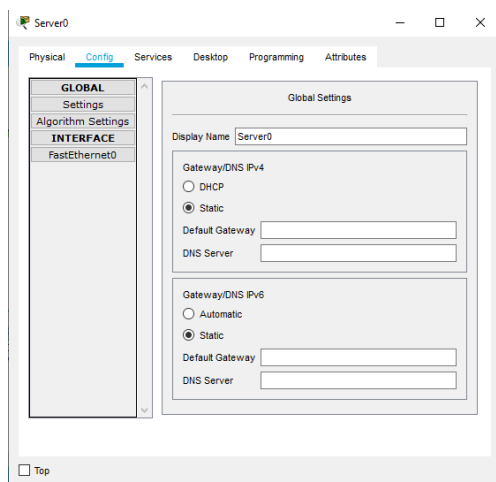 Server0
Physical Config Services Desktop Programming Attributes
GLOBAL
Settings
Algorithm Settings
INTERFACE
FastEthernet0
Global Settings
Display Name Server0
Gateway/DNS IPv4
DHCP
Static
Default Gateway
DNS Server
Gateway/DNS IPv6
Automatic
Static
Default Gateway
DNS Server
Top